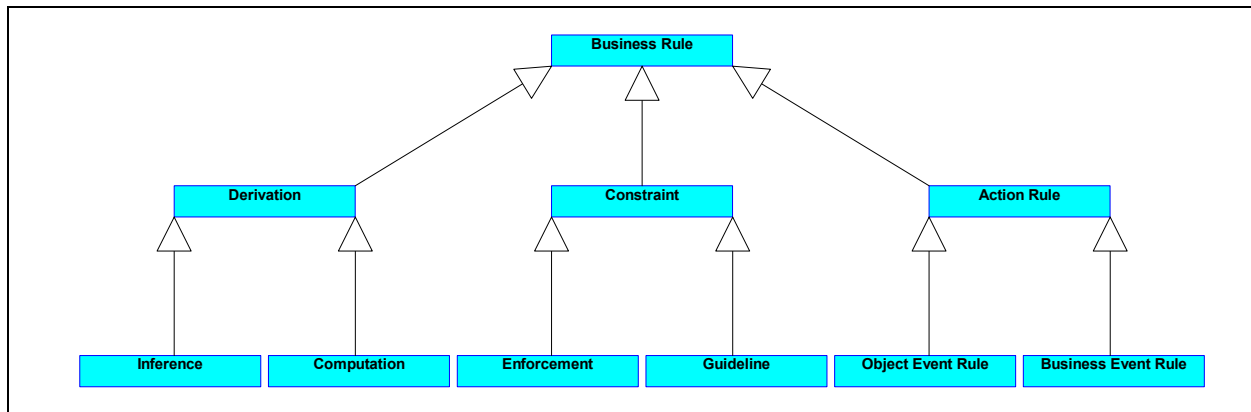 Business Rule
Derivation
Constraint
Action Rule
Inference
Computation
Enforcement
Guideline
Object Event Rule
Business Event Rule